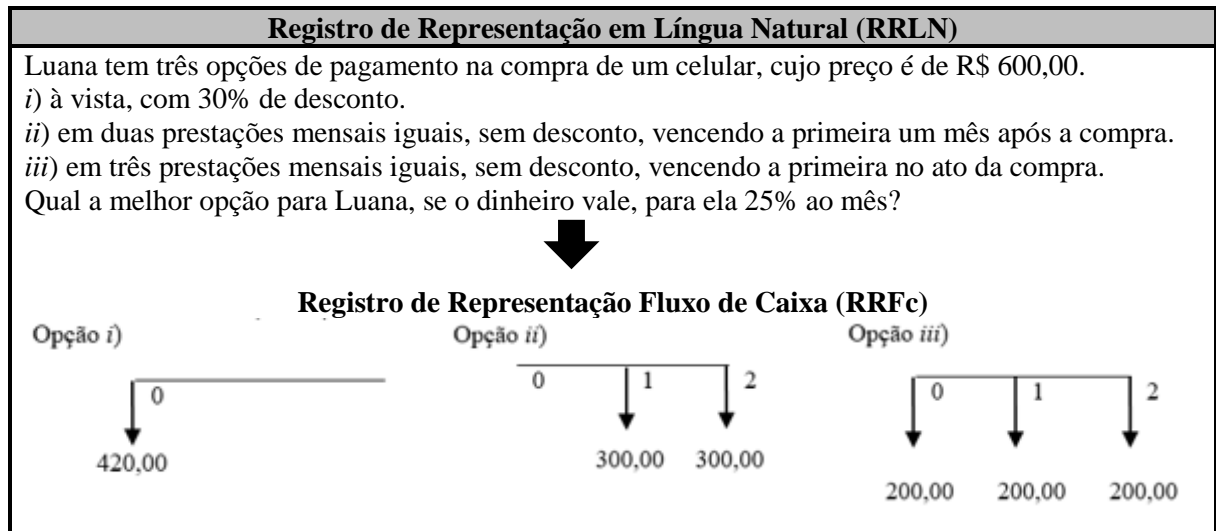 Registro de Representação em Língua Natural (RRLN)
Luana tem três opções de pagamento na compra de um celular, cujo preço é de R$ 600,00.
i) à vista, com 30% de desconto.
ii) em duas prestações mensais iguais, sem desconto, vencendo a primeira um mês após a compra.
iii) em três prestações mensais iguais, sem desconto, vencendo a primeira no ato da compra.
Qual a melhor opção para Luana, se o dinheiro vale, para ela 25% ao mês?
Registro de Representação Fluxo de Caixa (RRFc)
Opção i)
0
420,00
Opção ii)
0 1 2
300,00 300,00
Opção iii)
0 1 2
200,00 200,00 200,00